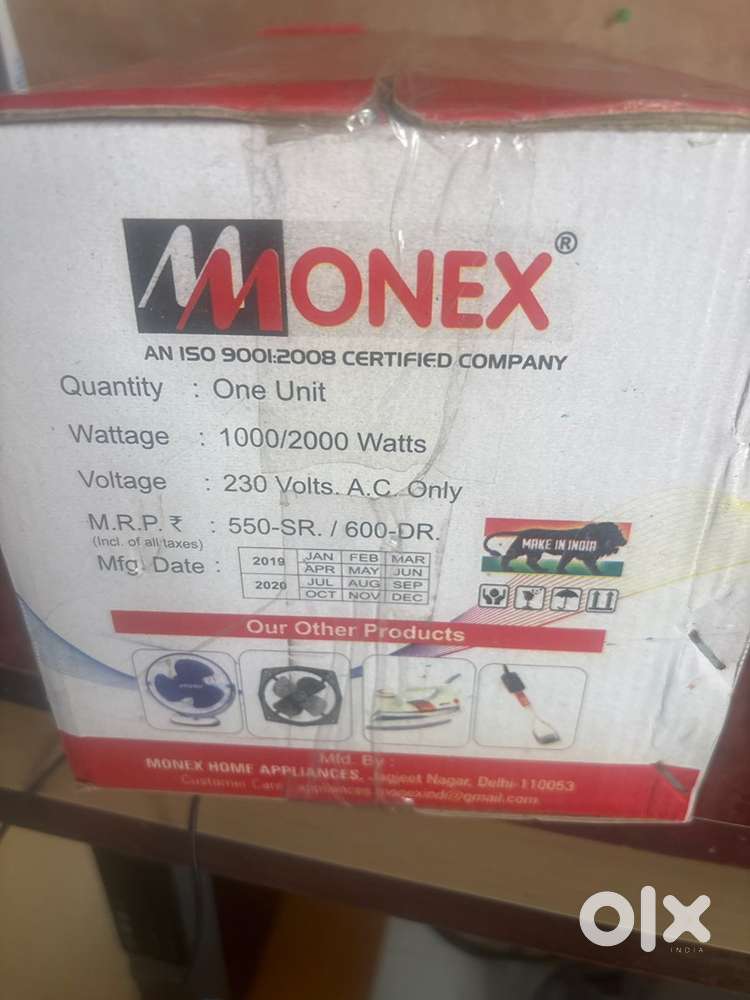 MONEX®
AN ISO 9001:2008 CERTIFIED COMPANY
Quantity : One Unit
Wattage : 1000/2000 Watts
Voltage : 230 Volts. A.C. Only
M.R.P. ₹ : 550-SR. / 600-DR.
(Incl. of all taxes)
Mfg. Date : 2019 JAN FEB MAR
APR MAY JUN
2020 JUL AUG SEP
OCT NOV DEC
MAKE IN INDIA
Our Other Products
Mfd. By :
MONEX HOME APPLIANCES, Jagjeet Nagar, Delhi-110053
Customer Care
olx
INDIA